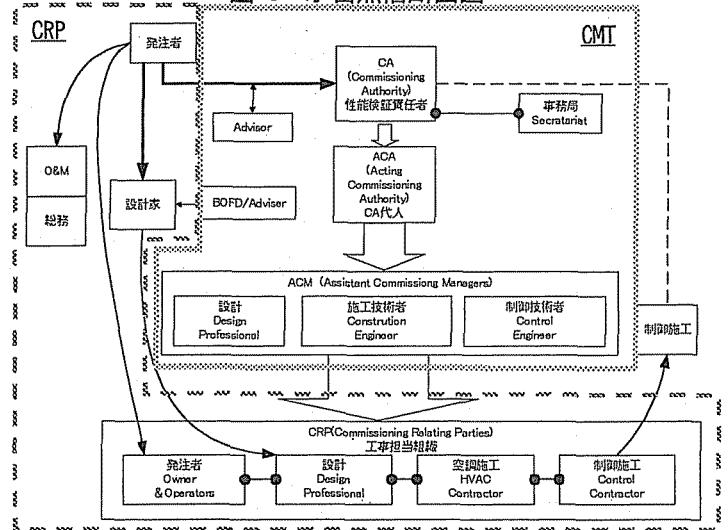 CRP
CMT
発注者
CA
(Commissioning
Authority)
性能検証責任者
事務局
Secratariat
Advisor
ACA
(Acting
Commissioning
Authority)
CA代人
O&M
総務
設計家
BOFD/Adviser
ACM (Assistant Commissiong Managers)
設計
Design
Professional
施工技術者
Constrution
Engineer
制御技術者
Control
Engineer
制御施工
CRP(Commissioning Relating Parties)
工事担当組織
発注者
Owner
& Operators
設計
Design
Professional
空調施工
HVAC
Contractor
制御施工
Control
Contractor